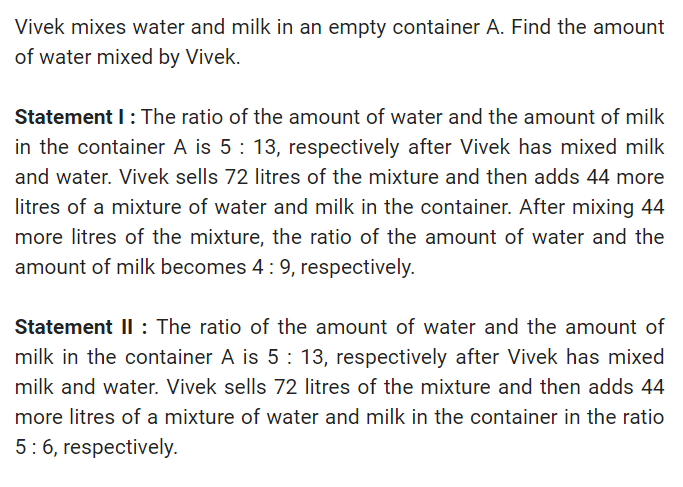 Vivek mixes water and milk in an empty container A. Find the amount
of water mixed by Vivek.
Statement I : The ratio of the amount of water and the amount of milk
in the container A is 5 : 13, respectively after Vivek has mixed milk
and water. Vivek sells 72 litres of the mixture and then adds 44 more
litres of a mixture of water and milk in the container. After mixing 44
more litres of the mixture, the ratio of the amount of water and the
amount of milk becomes 4 : 9, respectively.
Statement II : The ratio of the amount of water and the amount of
milk in the container A is 5 : 13, respectively after Vivek has mixed
milk and water. Vivek sells 72 litres of the mixture and then adds 44
more litres of a mixture of water and milk in the container in the ratio
5 : 6, respectively.